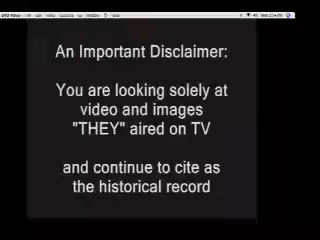 An Important Disclaimer:
You are looking solely at
video and images
"THEY" aired on TV
and continue to cite as
the historical record